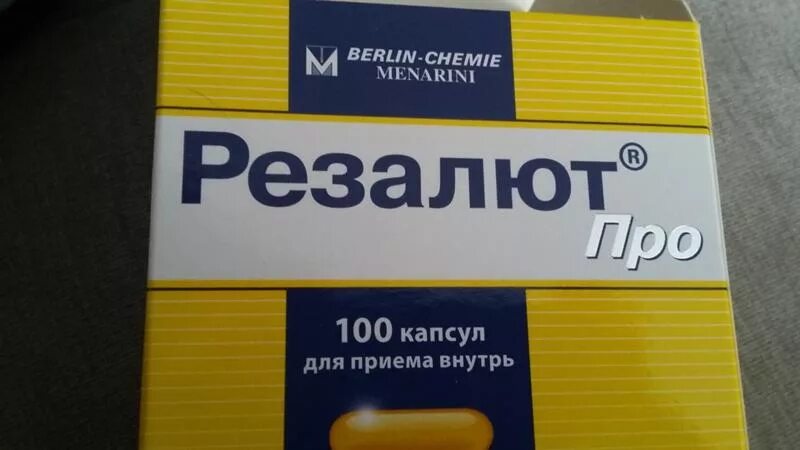 BERLIN-CHEMIE
MENARINI
Резалют®
Про
100 капсул
для приема внутрь